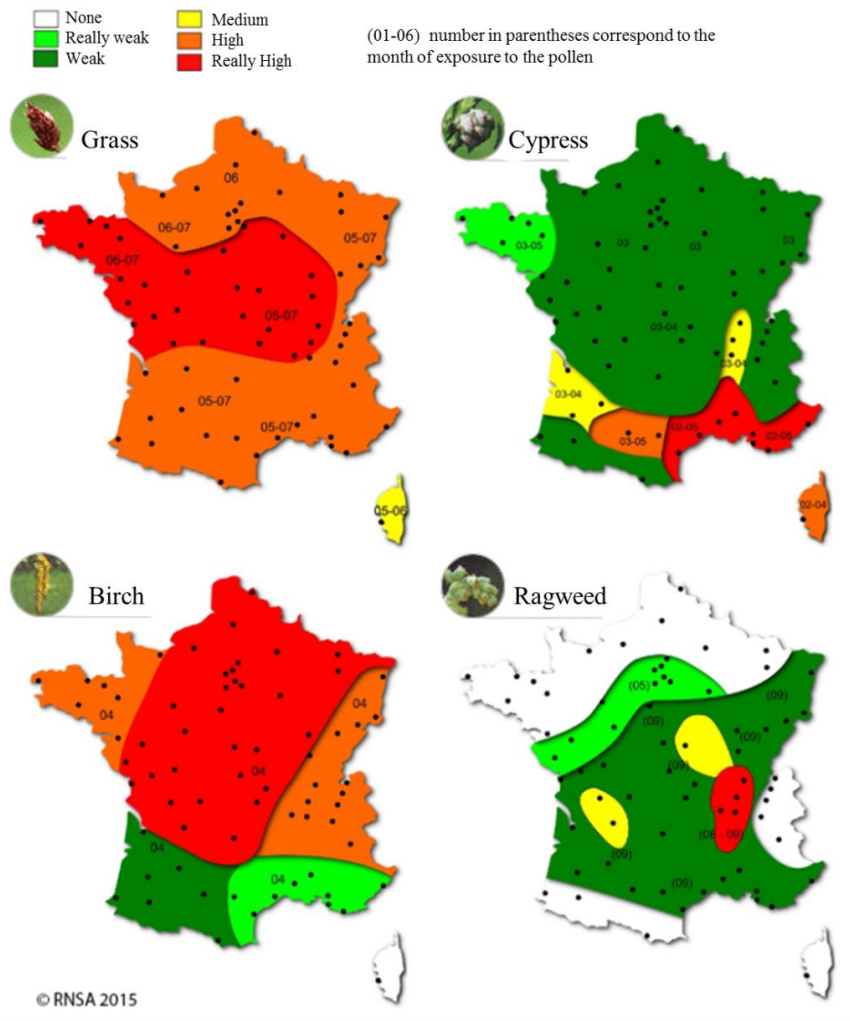 None
Really weak
Weak
Medium
High
Really High
(01-06) number in parentheses correspond to the
month of exposure to the pollen
Grass
06
06-07
05-07
06-07
05-07
05-07
05-07
05-06
Cypress
03-05
03
03
03
03-04
03-04
03-04
03-05
02-05
02-05
02-04
Birch
04
04
04
04
04
Ragweed
(05)
(09)
(09)
(09)
(09)
(08 - 09)
(09)
(09)
© RNSA 2015